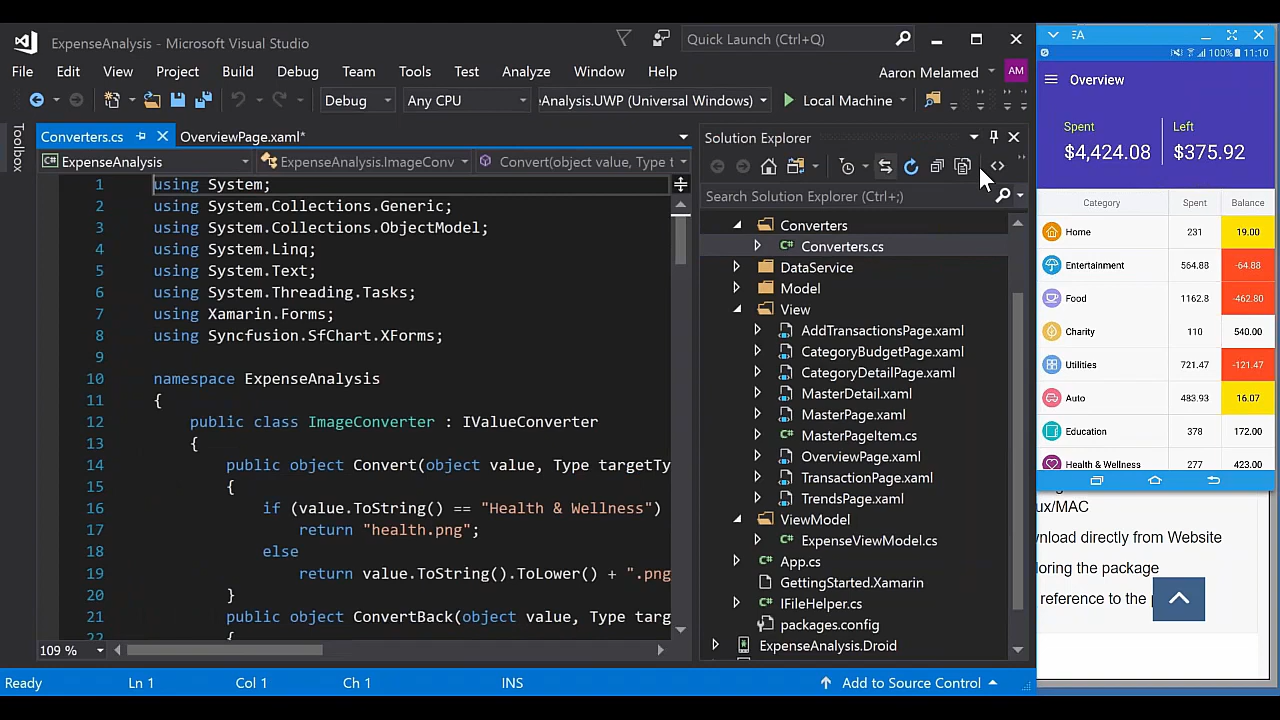 ExpenseAnalysis - Microsoft Visual Studio
Quick Launch (Ctrl+Q)
File Edit View Project Build Debug Team Tools Test Analyze Window Help
Aaron Melamed
AM
Debug
Any CPU
Analysis.UWP (Universal Windows)
Local Machine
Toolbox
Converters.cs
OverviewPage.xaml*
ExpenseAnalysis
ExpenseAnalysis.ImageConv
Convert(object value, Type t
1 using System;
2 using System.Collections.Generic;
3 using System.Collections.ObjectModel;
4 using System.Linq;
5 using System.Text;
6 using System.Threading.Tasks;
7 using Xamarin.Forms;
8 using Syncfusion.SfChart.XForms;
9
10 namespace ExpenseAnalysis
11 {
12 public class ImageConverter : IValueConverter
13 {
14 public object Convert(object value, Type targetTy
15 {
16 if (value.ToString() == "Health & Wellness")
17 return "health.png";
18 else
19 return value.ToString().ToLower() + ".png
20 }
21 public object ConvertBack(object value, Type targ
22 {
109 %
Solution Explorer
Search Solution Explorer (Ctrl+;)
Converters
C# Converters.cs
DataService
Model
View
AddTransactionsPage.xaml
CategoryBudgetPage.xaml
CategoryDetailPage.xaml
MasterDetail.xaml
MasterPage.xaml
C# MasterPageItem.cs
OverviewPage.xaml
TransactionPage.xaml
TrendsPage.xaml
ViewModel
C# ExpenseViewModel.cs
C# App.cs
GettingStarted.Xamarin
C# IFileHelper.cs
packages.config
ExpenseAnalysis.Droid
Ready
Ln 1
Col 1
Ch 1
INS
Add to Source Control
100% 11:10
Overview
Spent
$4,424.08
Left
$375.92
Category Spent Balance
Home 231 19.00
Entertainment 564.88 -64.88
Food 1162.8 -462.80
Charity 110 540.00
Utilities 721.47 -121.47
Auto 483.93 16.07
Education 378 172.00
Health & Wellness 277 423.00
ux/MAC
nload directly from Website
oring the package
reference to the p